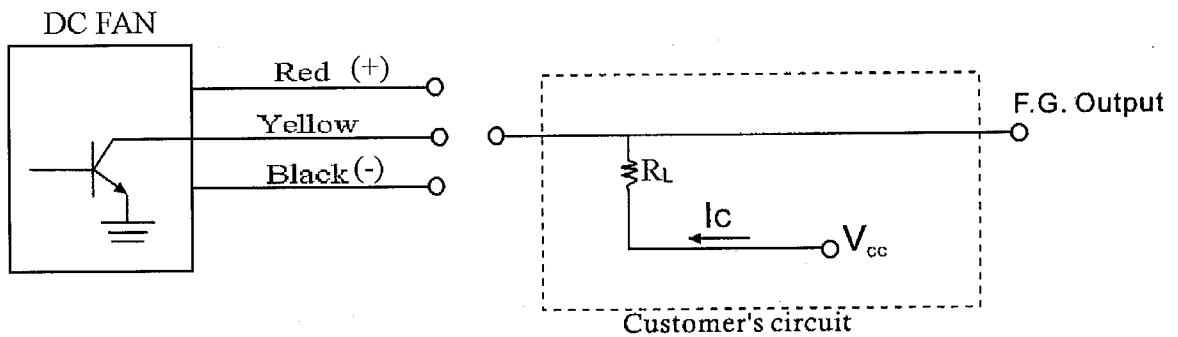 DC FAN
Red (+)
Yellow
Black (-)
F.G. Output
RL
Ic
Vcc
Customer's circuit